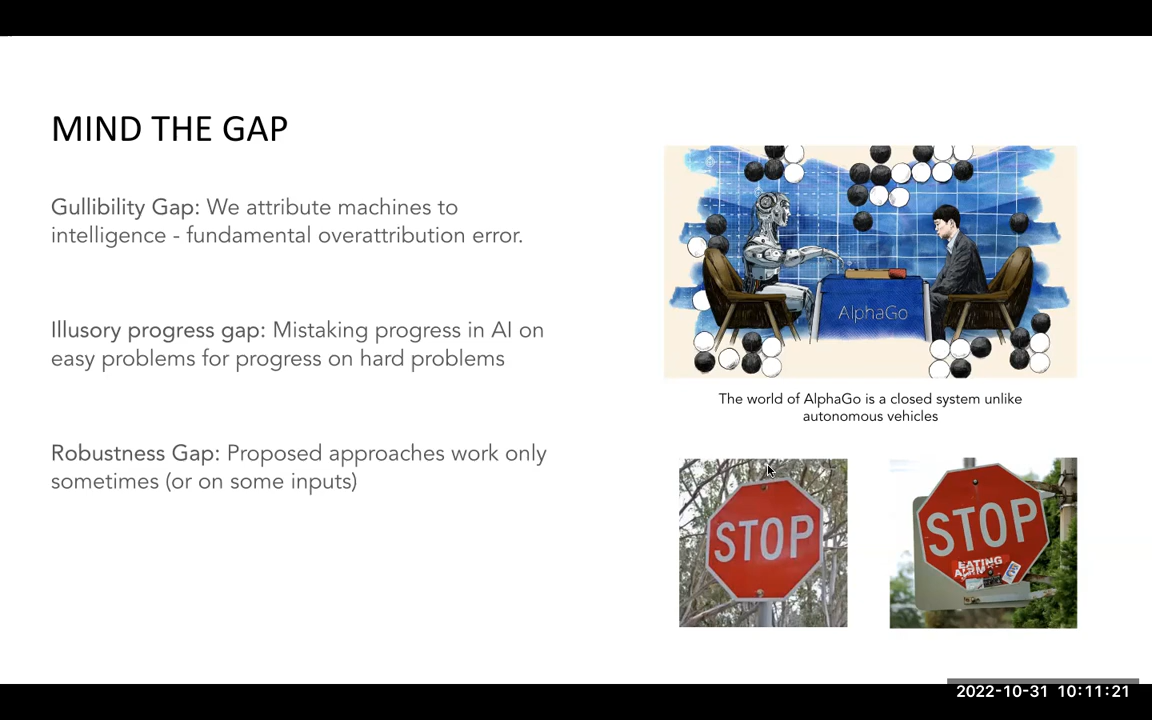 MIND THE GAP
Gullibility Gap: We attribute machines to
intelligence - fundamental overattribution error.
Illusory progress gap: Mistaking progress in AI on
easy problems for progress on hard problems
Robustness Gap: Proposed approaches work only
sometimes (or on some inputs)
AlphaGo
The world of AlphaGo is a closed system unlike
autonomous vehicles
STOP
STOP
EATING
2022-10-31 10:11:21